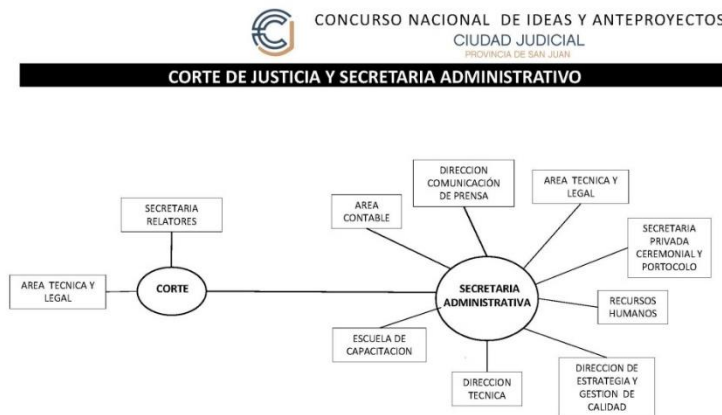 CONCURSO NACIONAL DE IDEAS Y ANTEPROYECTOS
CIUDAD JUDICIAL
PROVINCIA DE SAN JUAN
CORTE DE JUSTICIA Y SECRETARIA ADMINISTRATIVO
DIRECCION
COMUNICACIÓN
DE PRENSA
AREA TECNICA Y
LEGAL
AREA
CONTABLE
SECRETARIA
RELATORES
SECRETARIA
PRIVADA
CEREMONIAL Y
PORTOCOLO
AREA TECNICA Y
LEGAL
CORTE
SECRETARIA
ADMINISTRATIVA
RECURSOS
HUMANOS
ESCUELA DE
CAPACITACION
DIRECCION
TECNICA
DIRECCION DE
ESTRATEGIA Y
GESTION DE
CALIDAD